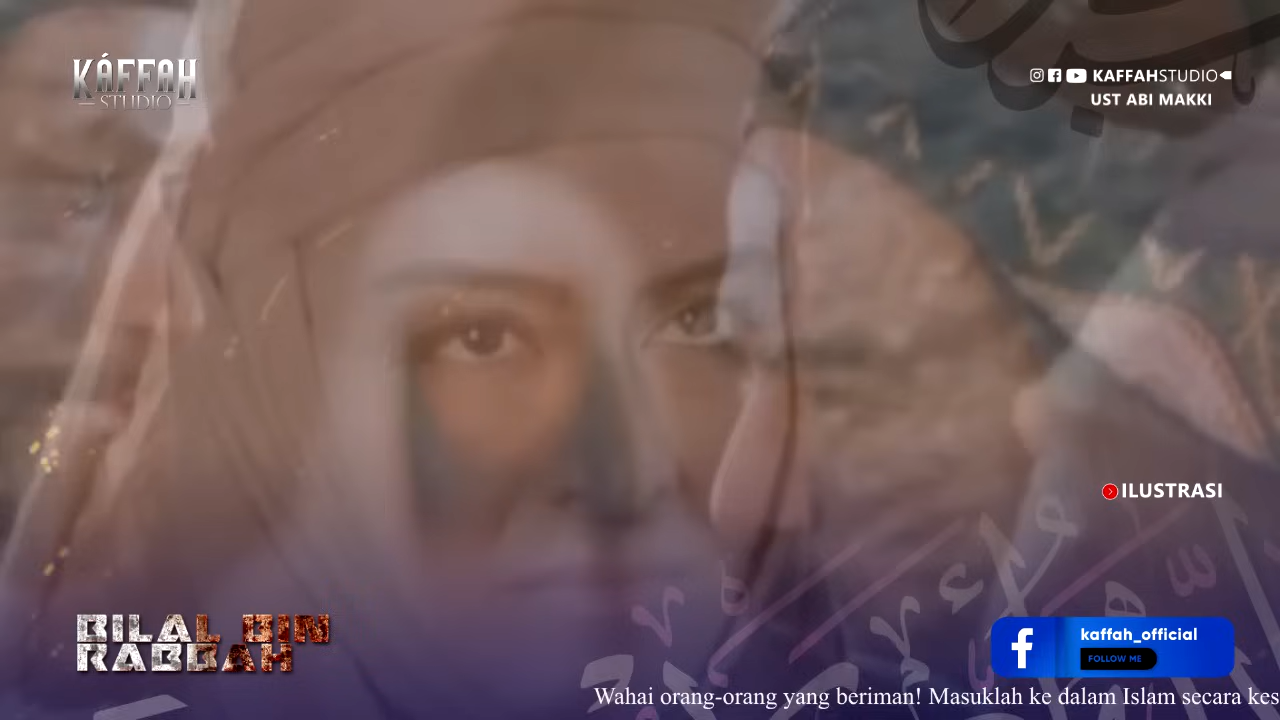 KÁFFAH
STUDIO
KAFFAHSTUDIO
UST ABI MAKKI
ILUSTRASI
BILAL BIN
RABBAH
kaffah_official
FOLLOW ME
Wahai orang-orang yang beriman! Masuklah ke dalam Islam secara kes